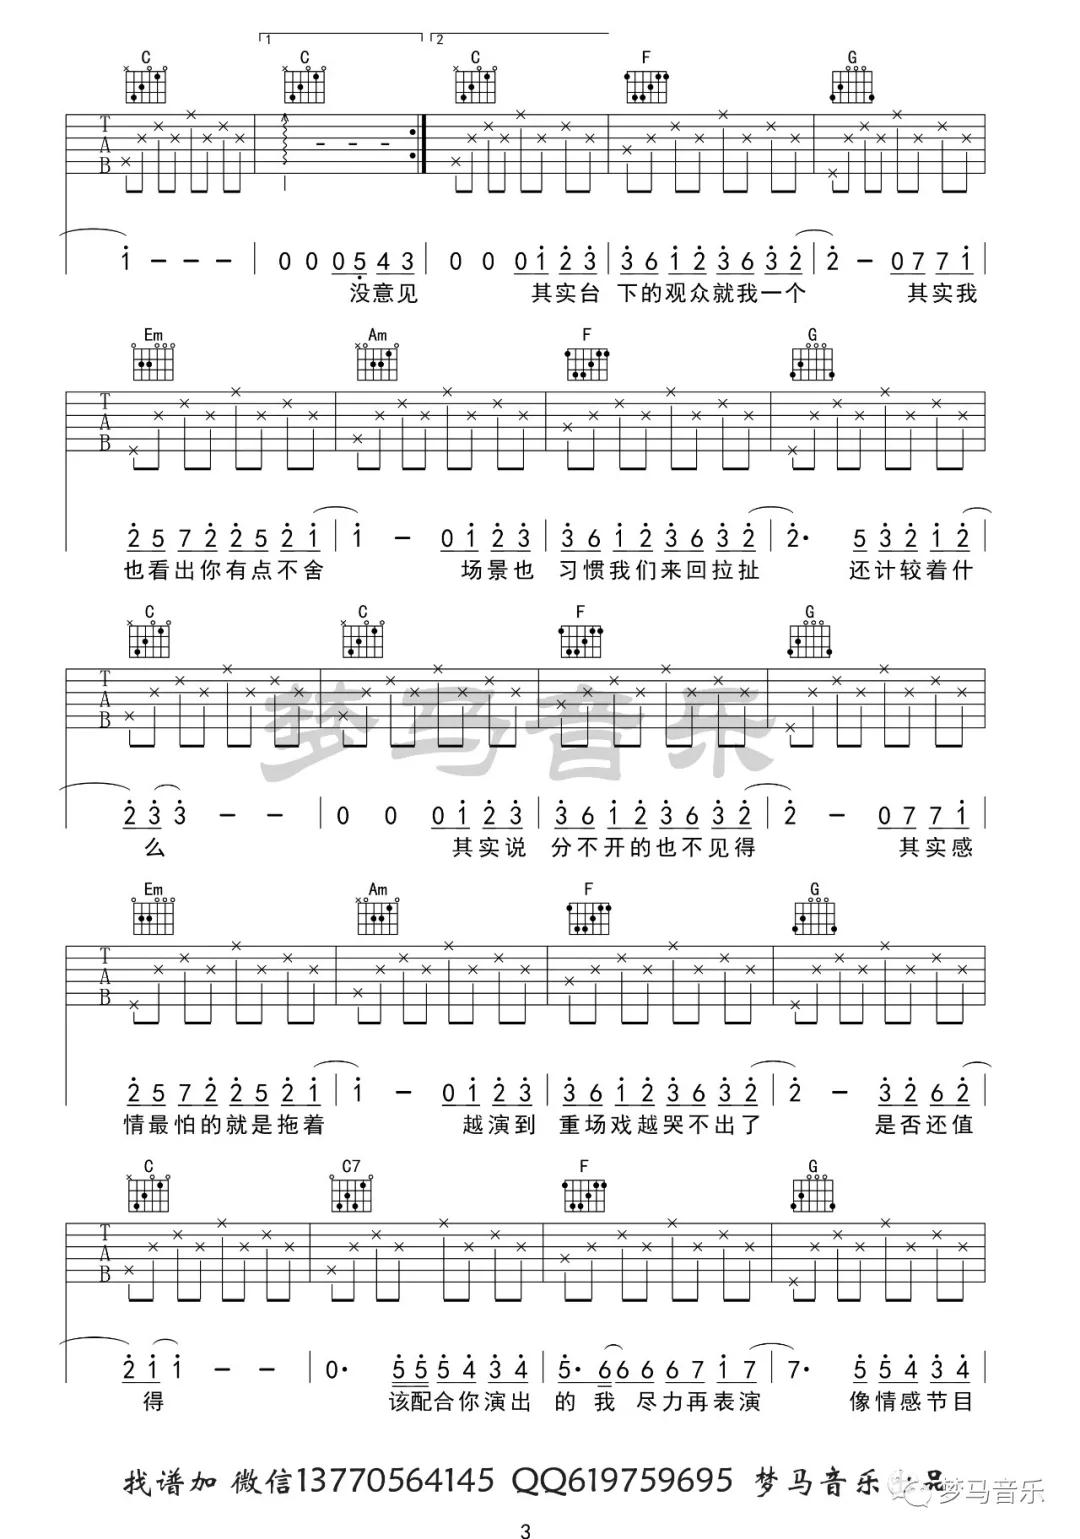 1 2
C C C F G
T A B
1 - - - 0 0 0 5 4 3 0 0 0 1 2 3 3 6 1 2 3 6 3 2 2 - 0 7 7 1
没意见 其实台 下的观众就我一个 其实我
Em Am F G
T A B
2 5 7 2 2 5 2 1 1 - 0 1 2 3 3 6 1 2 3 6 3 2 2· 5 3 2 1 2
也看出你有点不舍 场景也 习惯我们来回拉扯 还计较着什
C C F G
T A B
梦马音乐
2 3 3 - - 0 0 0 1 2 3 3 6 1 2 3 6 3 2 2 - 0 7 7 1
么 其实说 分不开的也不见得 其实感
Em Am F G
T A B
2 5 7 2 2 5 2 1 1 - 0 1 2 3 3 6 1 2 3 6 3 2 2 - 3 2 6 2
情最怕的就是拖着 越演到 重场戏越哭不出了 是否还值
C C7 F G
T A B
2 1 1 - - 0· 5 5 5 4 3 4 5· 6 6 6 6 7 1 7 7· 5 5 4 3 4
得 该配合你演出 的我 尽力再表演 像情感节目
找谱加 微信13770564145 QQ619759695 梦马音乐 品
梦马音乐
3